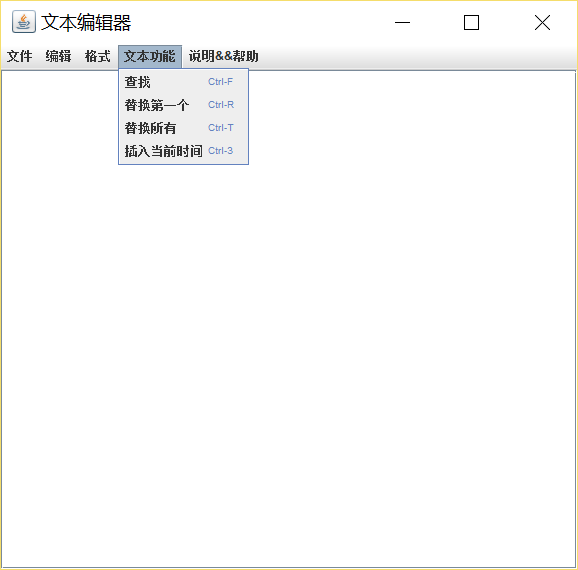 文本编辑器
文件 编辑 格式 文本功能 说明&&帮助
查找 Ctrl-F
替换第一个 Ctrl-R
替换所有 Ctrl-T
插入当前时间 Ctrl-3